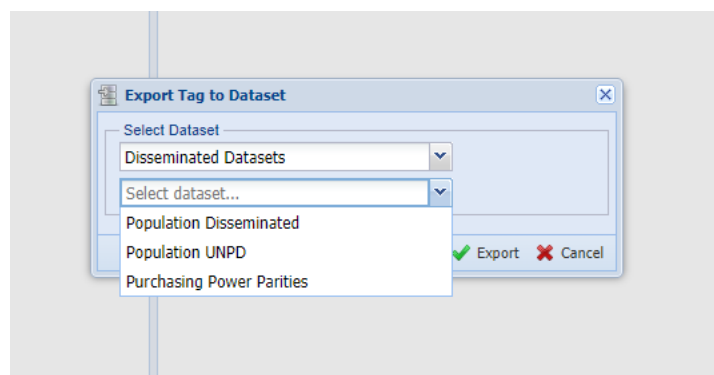 Export Tag to Dataset
Select Dataset
Disseminated Datasets
Select dataset...
Population Disseminated
Population UNPD
Purchasing Power Parities
Export Cancel